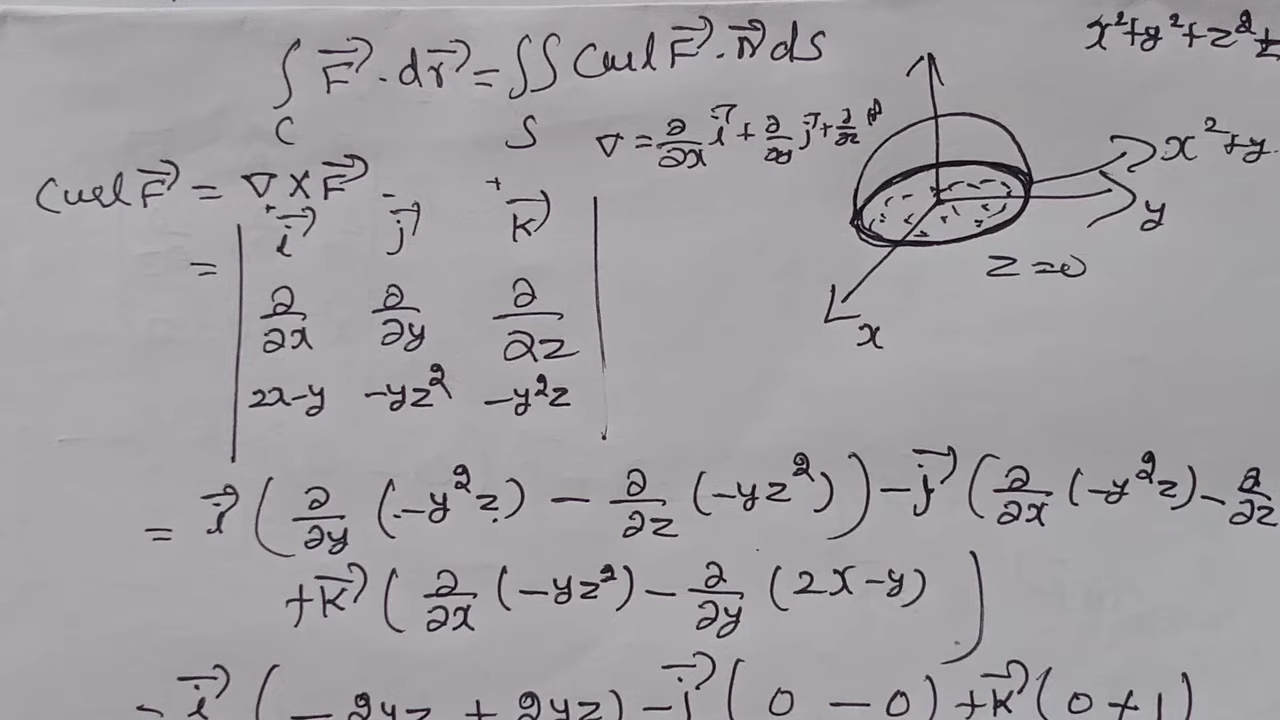 x²+y²+z²=
∫ F⃗.dr⃗ = ∬ Curl F⃗.n⃗ ds
C S
∇ = ∂/∂x i⃗ + ∂/∂y j⃗ + ∂/∂z
x²+y
y
z=0
x
Curl F⃗ = ∇ × F⃗
+ - +
= | i⃗ j⃗ k⃗ |
∂/∂x ∂/∂y ∂/∂z
2x-y -yz² -y²z
= i⃗ ( ∂/∂y (-y²z) - ∂/∂z (-yz²) ) - j⃗ ( ∂/∂x (-y²z) - ∂/∂z
+ k⃗ ( ∂/∂x (-yz²) - ∂/∂y (2x-y) )
= i⃗ ( -2yz + 2yz) - j⃗ ( 0 - 0) + k⃗ ( 0 + 1)